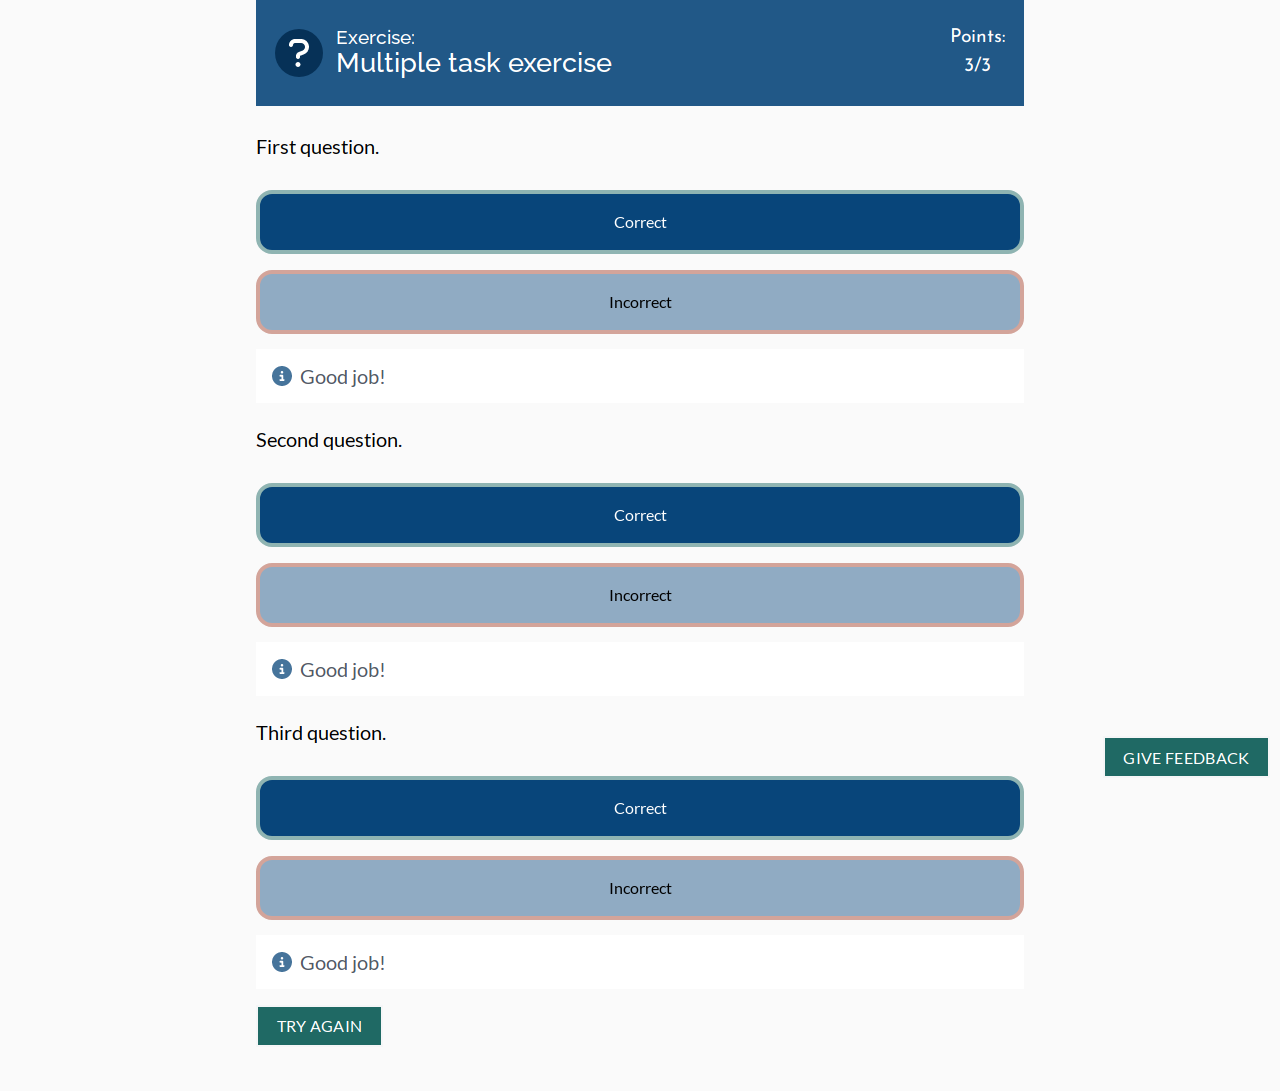 Exercise:
Multiple task exercise
Points:
3/3
First question.
Correct
Incorrect
Good job!
Second question.
Correct
Incorrect
Good job!
Third question.
GIVE FEEDBACK
Correct
Incorrect
Good job!
TRY AGAIN